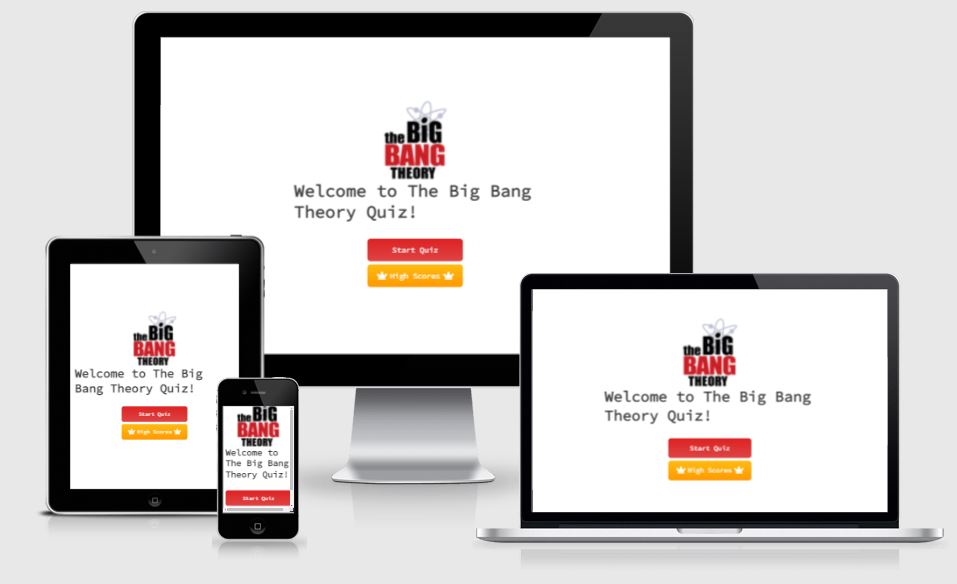 the BiG
BANG
THEORY
Welcome to The Big Bang
Theory Quiz!
Start Quiz
High Scores
the BiG
BANG
THEORY
Welcome to The Big
Bang Theory Quiz!
Start Quiz
High Scores
the BiG
BANG
THEORY
Welcome to
The Big Bang
Theory Quiz!
Start Quiz
the BiG
BANG
THEORY
Welcome to The Big Bang
Theory Quiz!
Start Quiz
High Scores